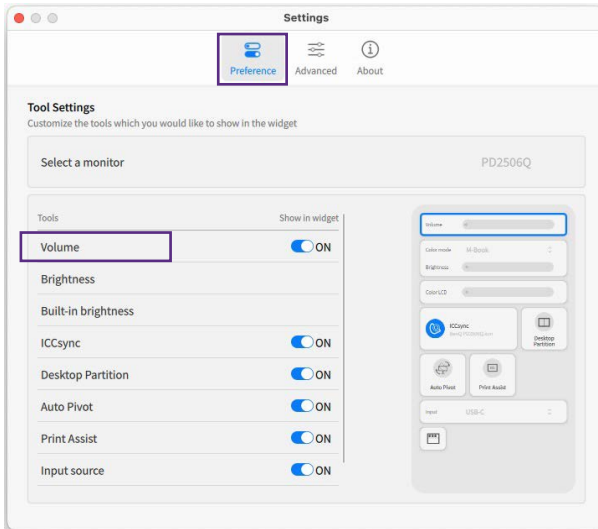 Settings
Preference Advanced About
Tool Settings
Customize the tools which you would like to show in the widget
Select a monitor PD2506Q
Tools Show in widget
Volume ON
Brightness
Built-in brightness
ICCsync ON
Desktop Partition ON
Auto Pivot ON
Print Assist ON
Input source ON
Volume
Color mode M-Book
Brightness
Color LCD
ICCsync
Desktop
Partition
Auto Pivot Print Assist
Input USB-C